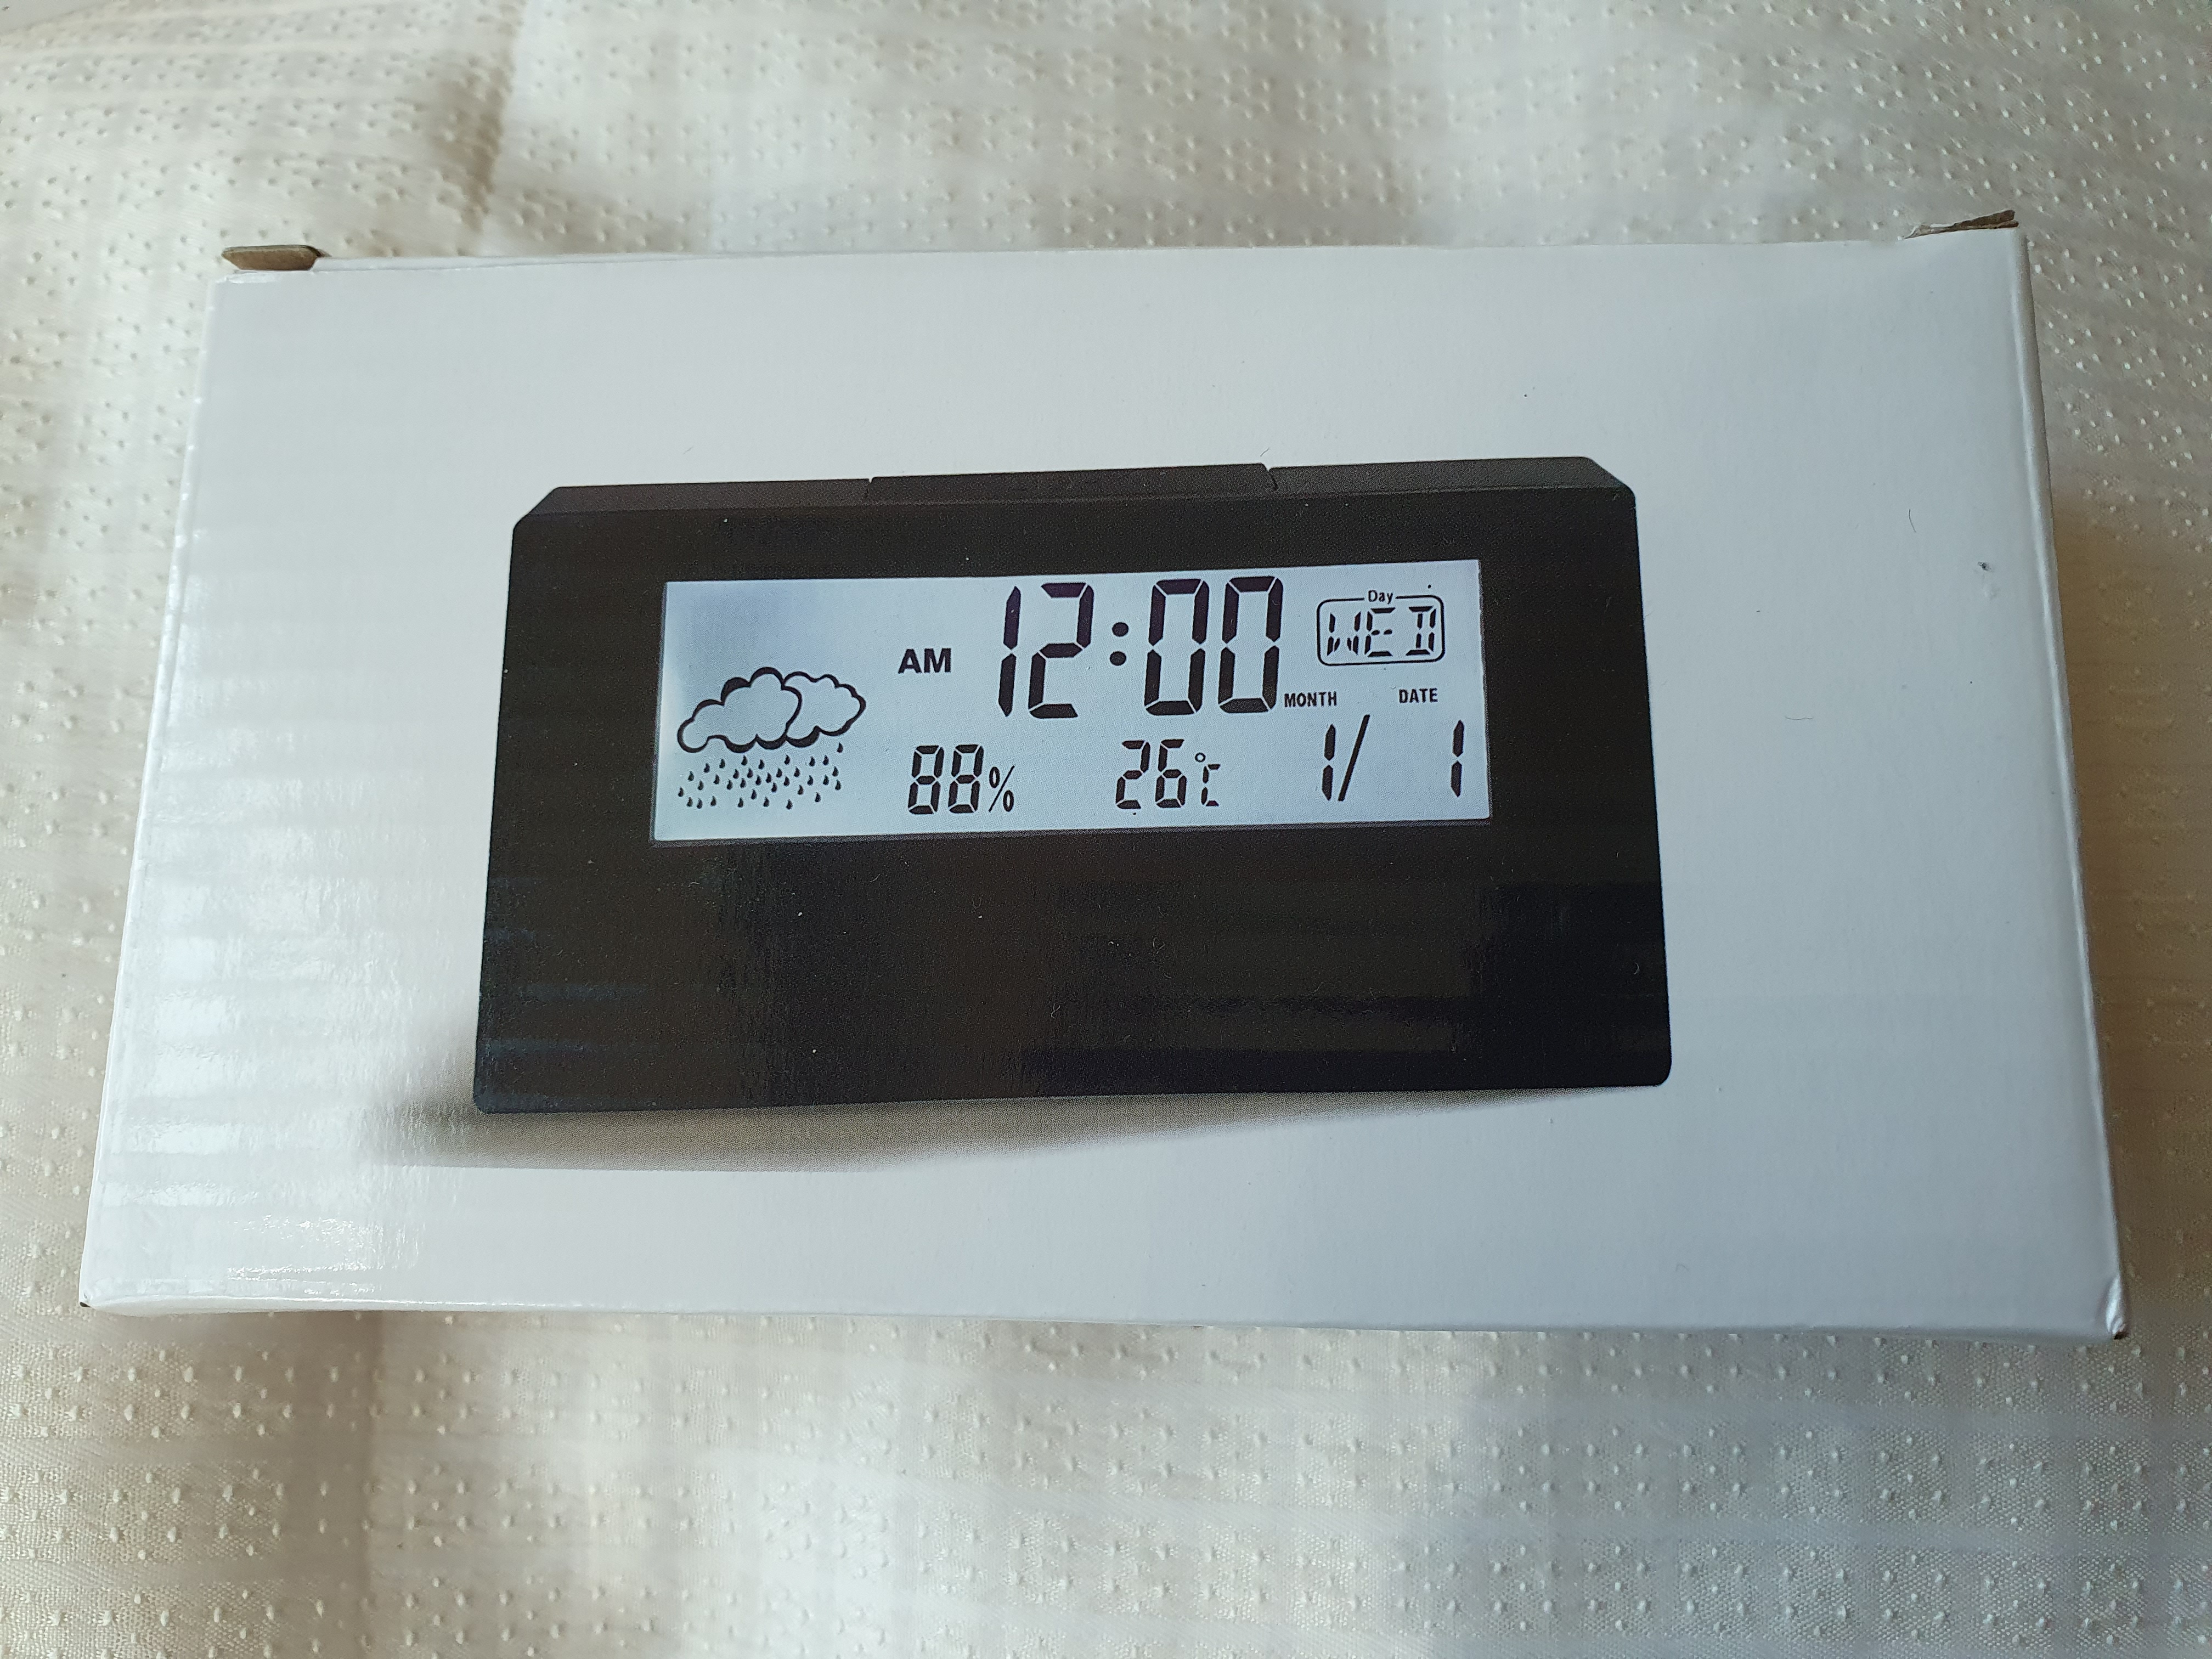 AM 12:00
Day
WED
MONTH DATE
88% 26°C 1/ 1